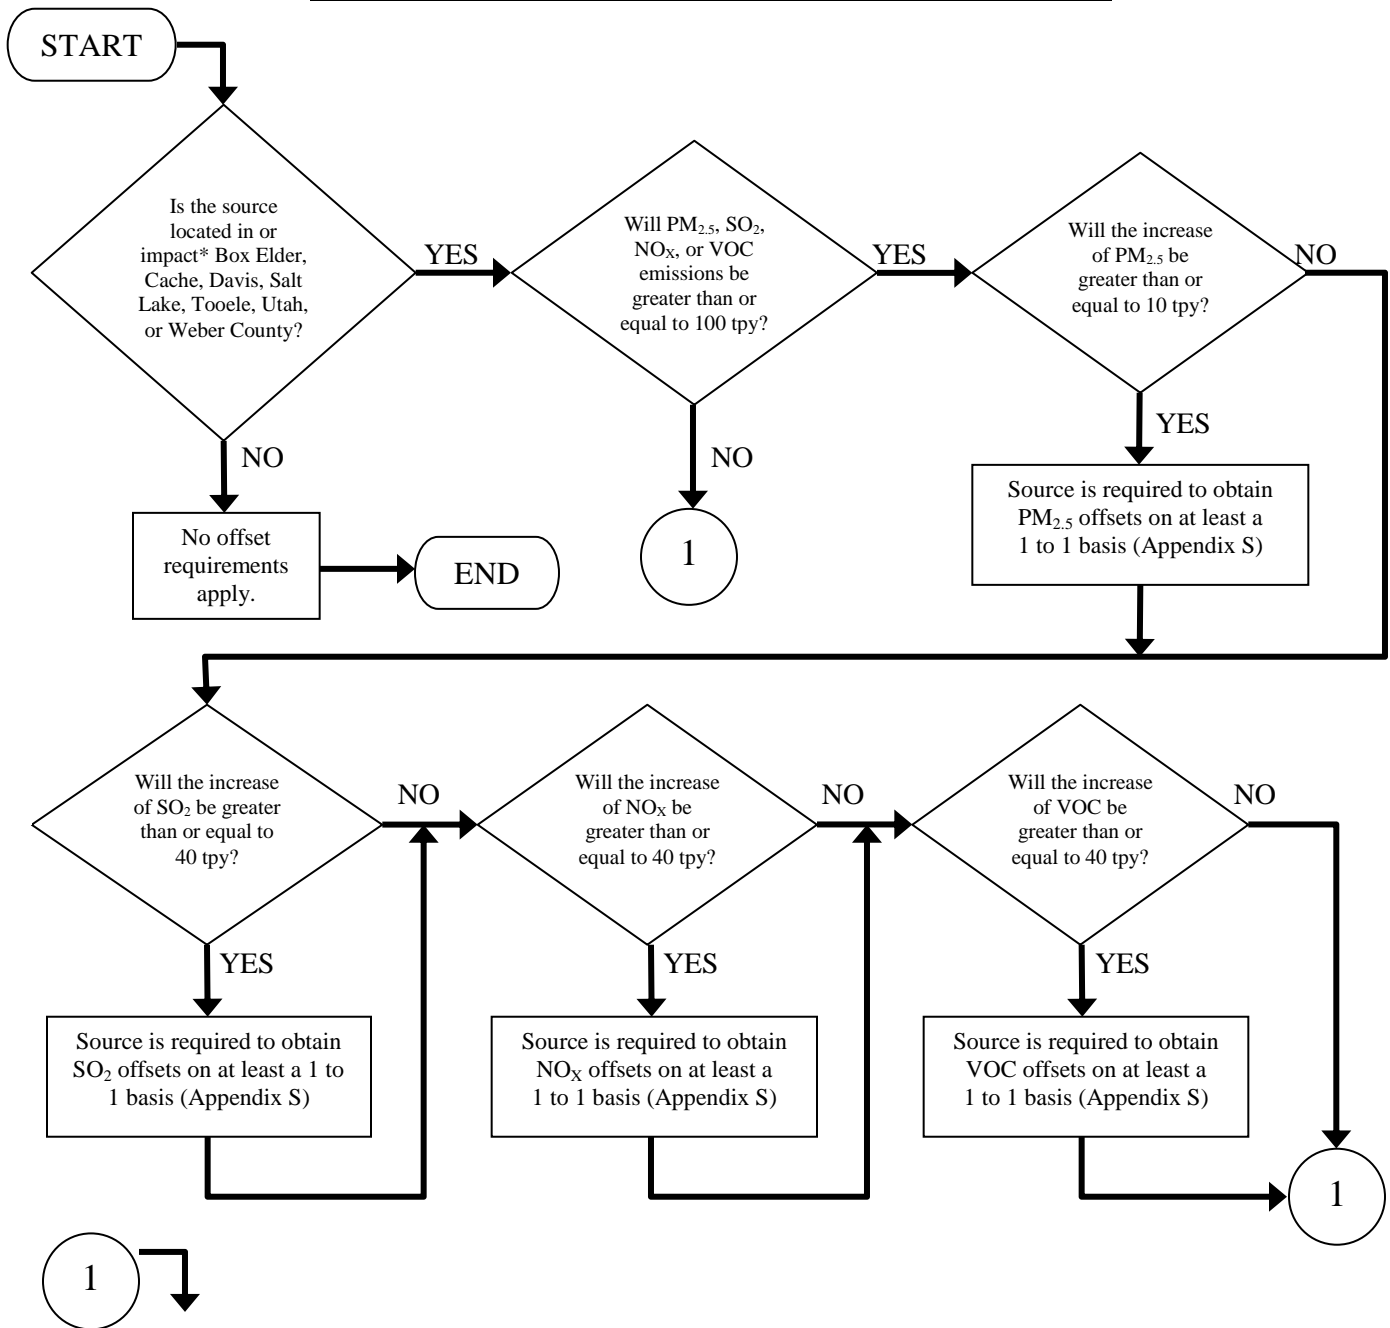 START
Is the source
located in or
impact* Box Elder,
Cache, Davis, Salt
Lake, Tooele, Utah,
or Weber County?
YES
Will PM2.5, SO2,
NOX, or VOC
emissions be
greater than or
equal to 100 tpy?
YES
Will the increase
of PM2.5 be
greater than or
equal to 10 tpy?
NO
NO
NO
YES
No offset
requirements
apply.
END
1
Source is required to obtain
PM2.5 offsets on at least a
1 to 1 basis (Appendix S)
Will the increase
of SO2 be greater
than or equal to
40 tpy?
NO
Will the increase
of NOX be
greater than or
equal to 40 tpy?
NO
Will the increase
of VOC be
greater than or
equal to 40 tpy?
NO
YES
YES
YES
Source is required to obtain
SO2 offsets on at least a 1 to
1 basis (Appendix S)
Source is required to obtain
NOX offsets on at least a
1 to 1 basis (Appendix S)
Source is required to obtain
VOC offsets on at least a
1 to 1 basis (Appendix S)
1
1